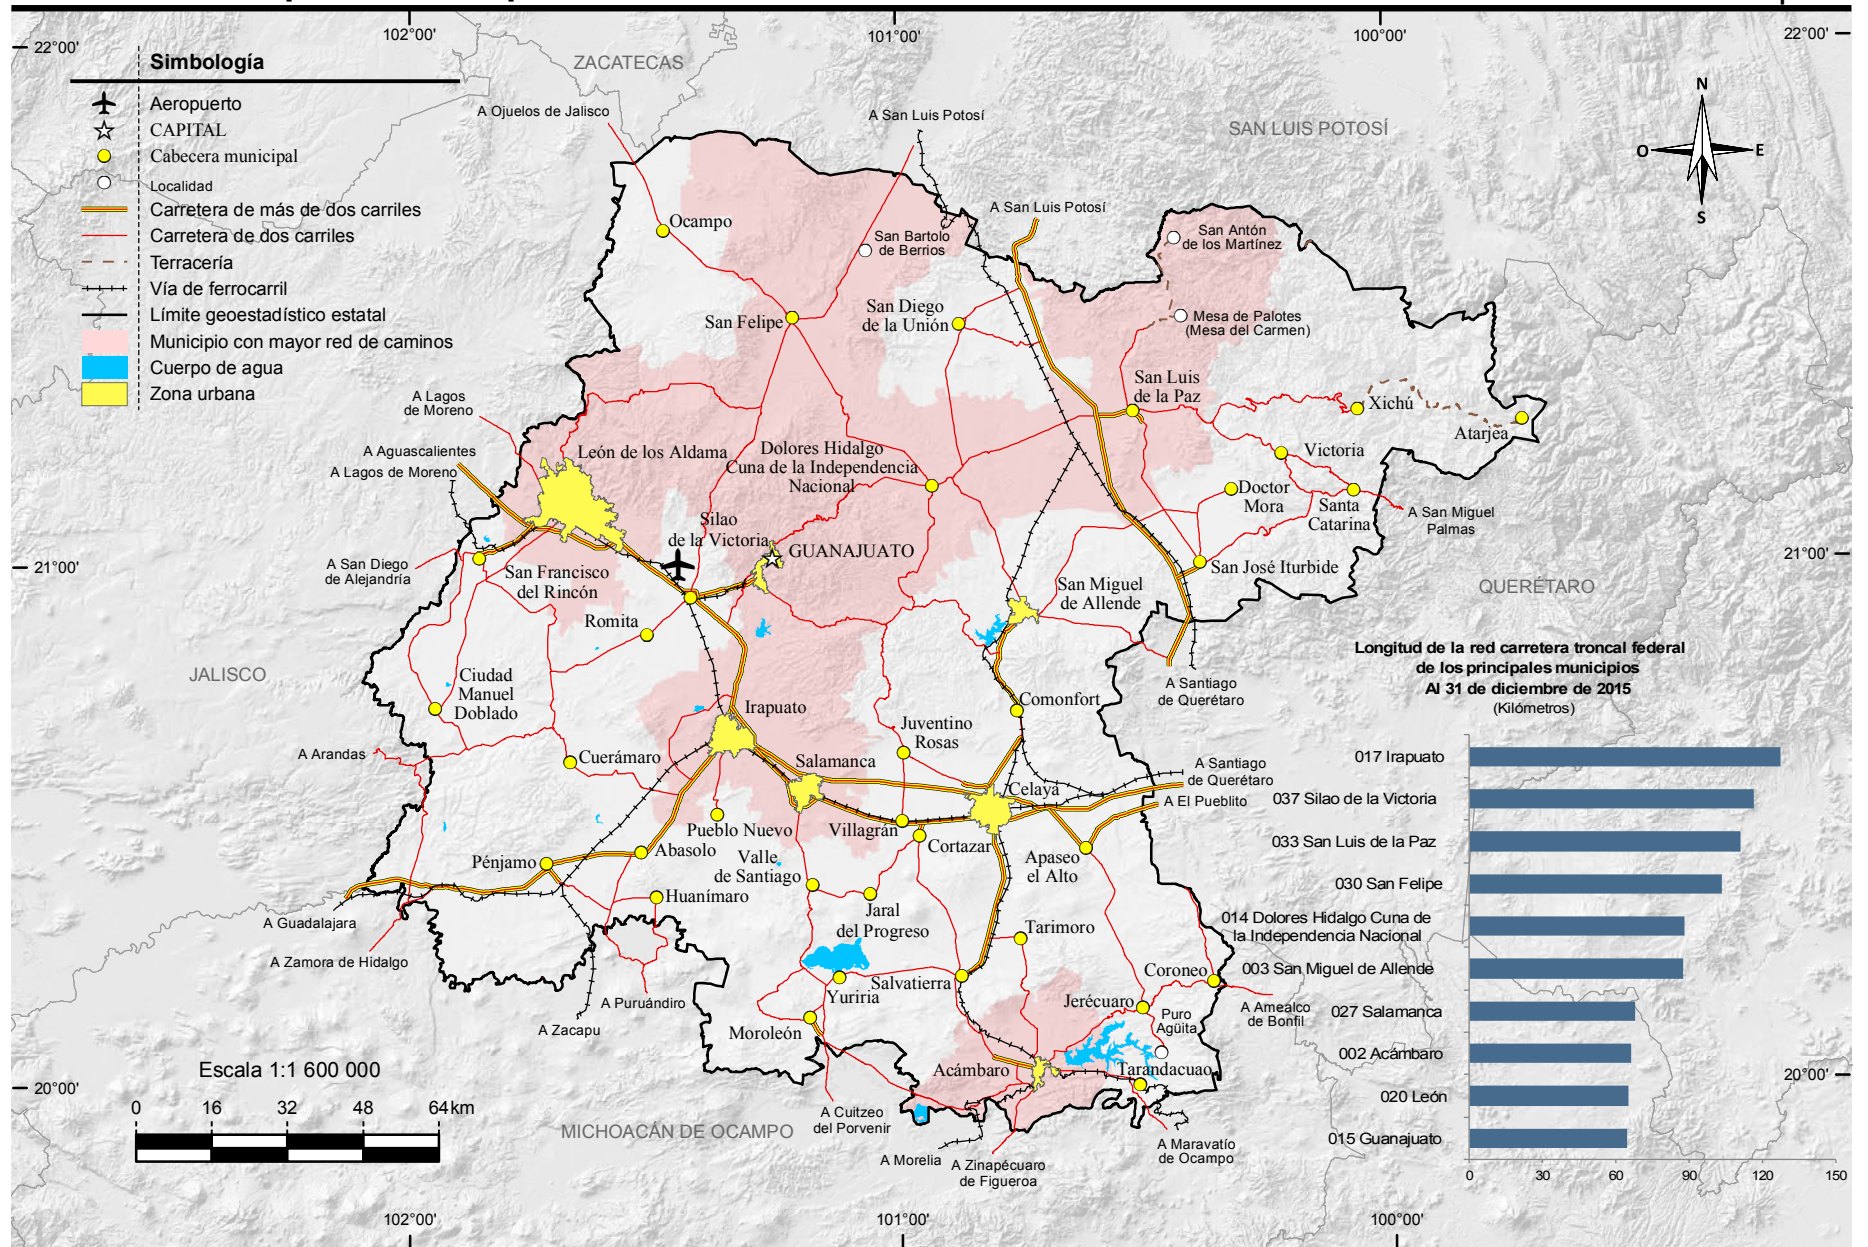 102°00'
101°00'
100°00'
22°00'
22°00'
Simbología
Aeropuerto
CAPITAL
Cabecera municipal
Localidad
Carretera de más de dos carriles
Carretera de dos carriles
Terracería
Vía de ferrocarril
Límite geoestadístico estatal
Municipio con mayor red de caminos
Cuerpo de agua
Zona urbana
ZACATECAS
A Ojuelos de Jalisco
A San Luis Potosí
SAN LUIS POTOSÍ
N
O
E
S
A San Luis Potosí
Ocampo
San Bartolo
de Berrios
San Antón
de los Martínez
San Felipe
San Diego
de la Unión
Mesa de Palotes
(Mesa del Carmen)
A Lagos
de Moreno
San Luis
de la Paz
Xichú
Atarjea
A Aguascalientes
A Lagos de Moreno
León de los Aldama
Dolores Hidalgo
Cuna de la Independencia
Nacional
Victoria
Doctor
Mora
Santa
Catarina
A San Miguel
Palmas
Silao
de la Victoria
GUANAJUATO
21°00'
21°00'
A San Diego
de Alejandría
San Francisco
del Rincón
San José Iturbide
San Miguel
de Allende
QUERÉTARO
Romita
JALISCO
Ciudad
Manuel
Doblado
A Santiago
de Querétaro
Comonfort
Irapuato
Juventino
Rosas
A Arandas
Cuerámaro
Salamanca
A Santiago
de Querétaro
Celaya
A El Pueblito
Pueblo Nuevo
Villagrán
Cortazar
Apaseo
el Alto
Pénjamo
Abasolo
Valle
de Santiago
Huanímaro
Jaral
del Progreso
A Guadalajara
Tarimoro
A Zamora de Hidalgo
Coroneo
Yuriria
Salvatierra
Jerécuaro
Puro
Agüita
A Amealco
de Bonfil
A Puruándiro
A Zacapu
Moroleón
Acámbaro
Tarandacuao
A Cuitzeo
del Porvenir
MICHOACÁN DE OCAMPO
A Morelia
A Zinapécuaro
de Figueroa
A Maravatío
de Ocampo
Escala 1:1 600 000
0
16
32
48
64 km
20°00'
20°00'
102°00'
101°00'
100°00'
Longitud de la red carretera troncal federal
de los principales municipios
Al 31 de diciembre de 2015
(Kilómetros)
017 Irapuato
037 Silao de la Victoria
033 San Luis de la Paz
030 San Felipe
014 Dolores Hidalgo Cuna de
la Independencia Nacional
003 San Miguel de Allende
027 Salamanca
002 Acámbaro
020 León
015 Guanajuato
0
30
60
90
120
150